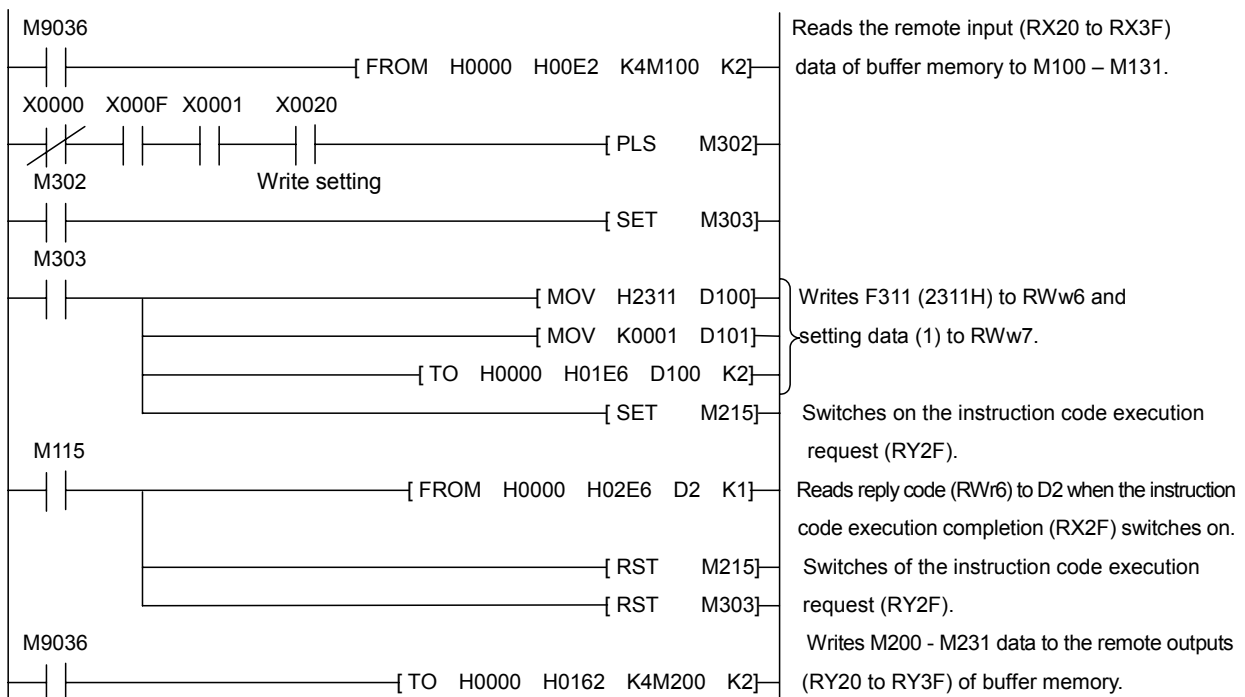 M9036 Reads the remote input (RX20 to RX3F)
[ FROM H0000 H00E2 K4M100 K2] data of buffer memory to M100 – M131.
X0000 X000F X0001 X0020
[ PLS M302]
M302 Write setting
[ SET M303]
M303
[ MOV H2311 D100] Writes F311 (2311H) to RWw6 and
[ MOV K0001 D101] setting data (1) to RWw7.
[ TO H0000 H01E6 D100 K2]
[ SET M215] Switches on the instruction code execution
M115 request (RY2F).
[ FROM H0000 H02E6 D2 K1] Reads reply code (RWr6) to D2 when the instruction
code execution completion (RX2F) switches on.
[ RST M215] Switches of the instruction code execution
[ RST M303] request (RY2F).
M9036 Writes M200 - M231 data to the remote outputs
[ TO H0000 H0162 K4M200 K2] (RY20 to RY3F) of buffer memory.